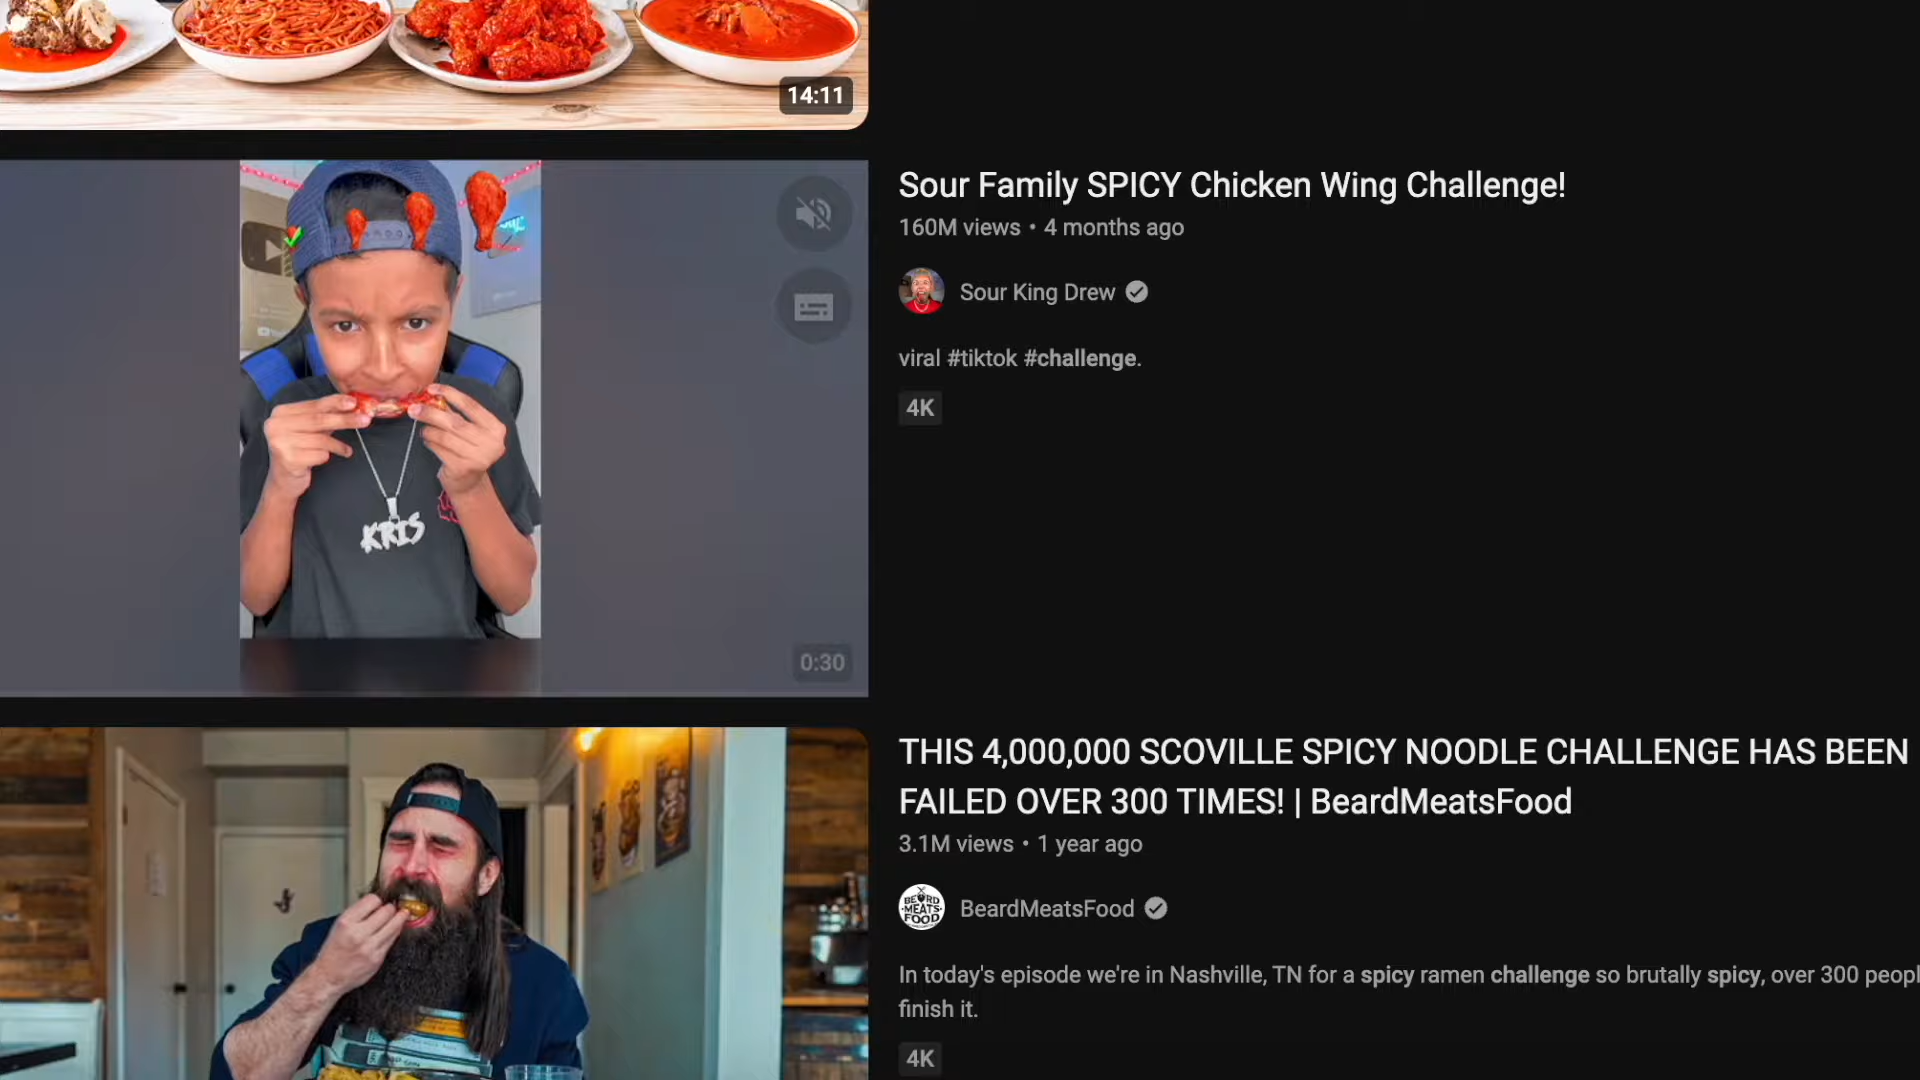 14:11
Sour Family SPICY Chicken Wing Challenge!
160M views • 4 months ago
Sour King Drew
viral #tiktok #challenge.
4K
KRIS
0:30
THIS 4,000,000 SCOVILLE SPICY NOODLE CHALLENGE HAS BEEN
FAILED OVER 300 TIMES! | BeardMeatsFood
3.1M views • 1 year ago
BEARD
MEATS
FOOD
BeardMeatsFood
In today's episode we're in Nashville, TN for a spicy ramen challenge so brutally spicy, over 300 peopl
finish it.
4K